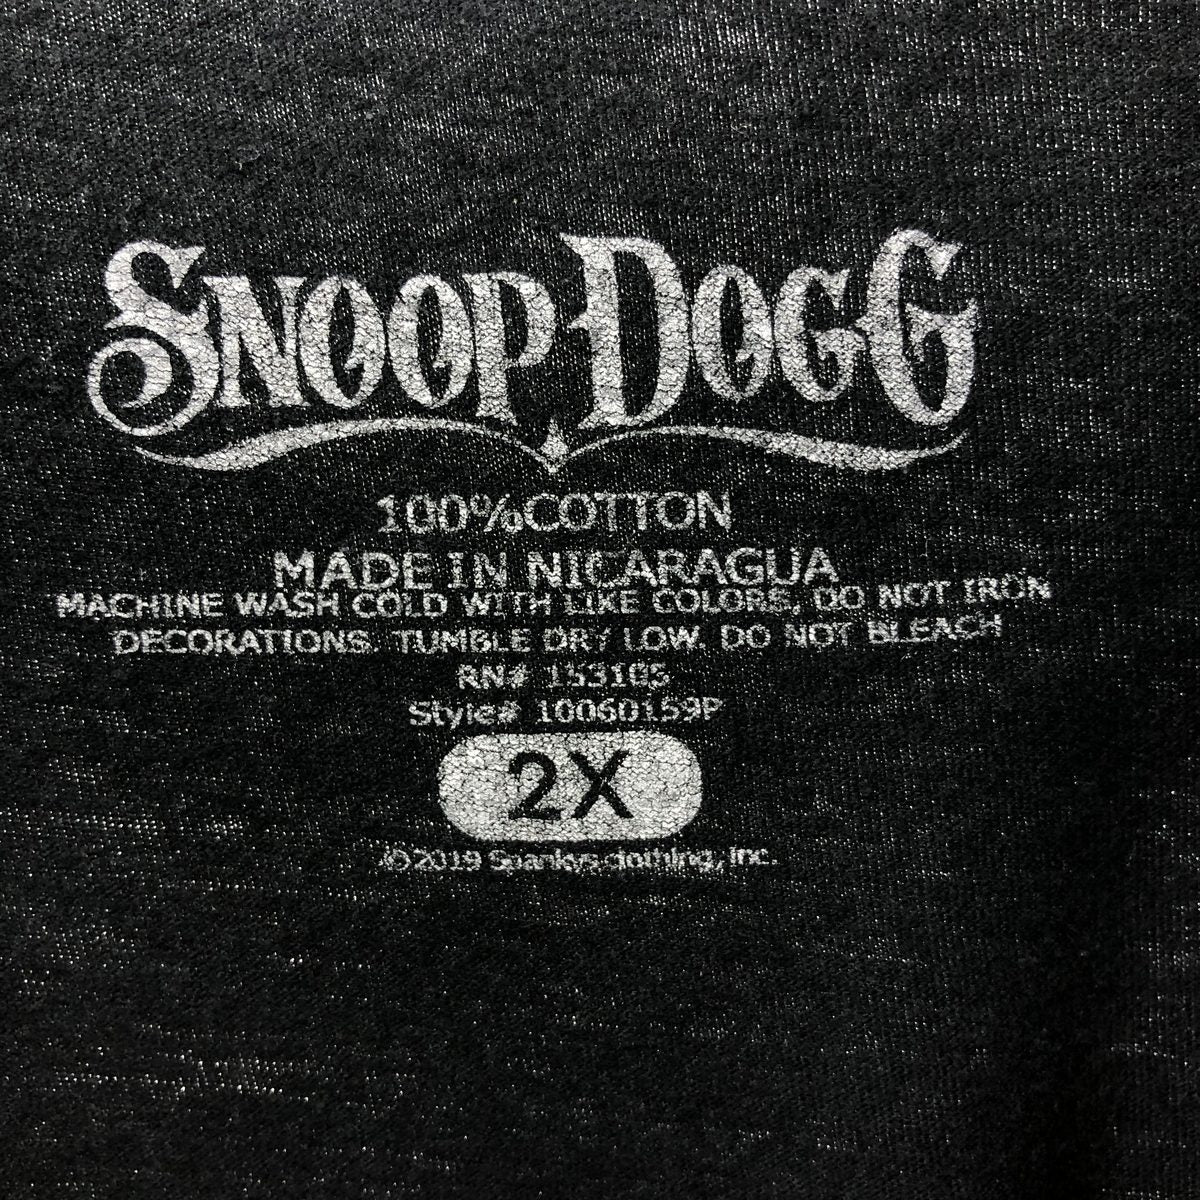 SNOOP DOGG
100%COTTON
MADE IN NICARAGUA
MACHINE WASH COLD WITH LIKE COLORS. DO NOT IRON
DECORATIONS. TUMBLE DRY LOW. DO NOT BLEACH
RN# 153105
Style# 10060159P
2X
©2019 Spankys clothing, Inc.